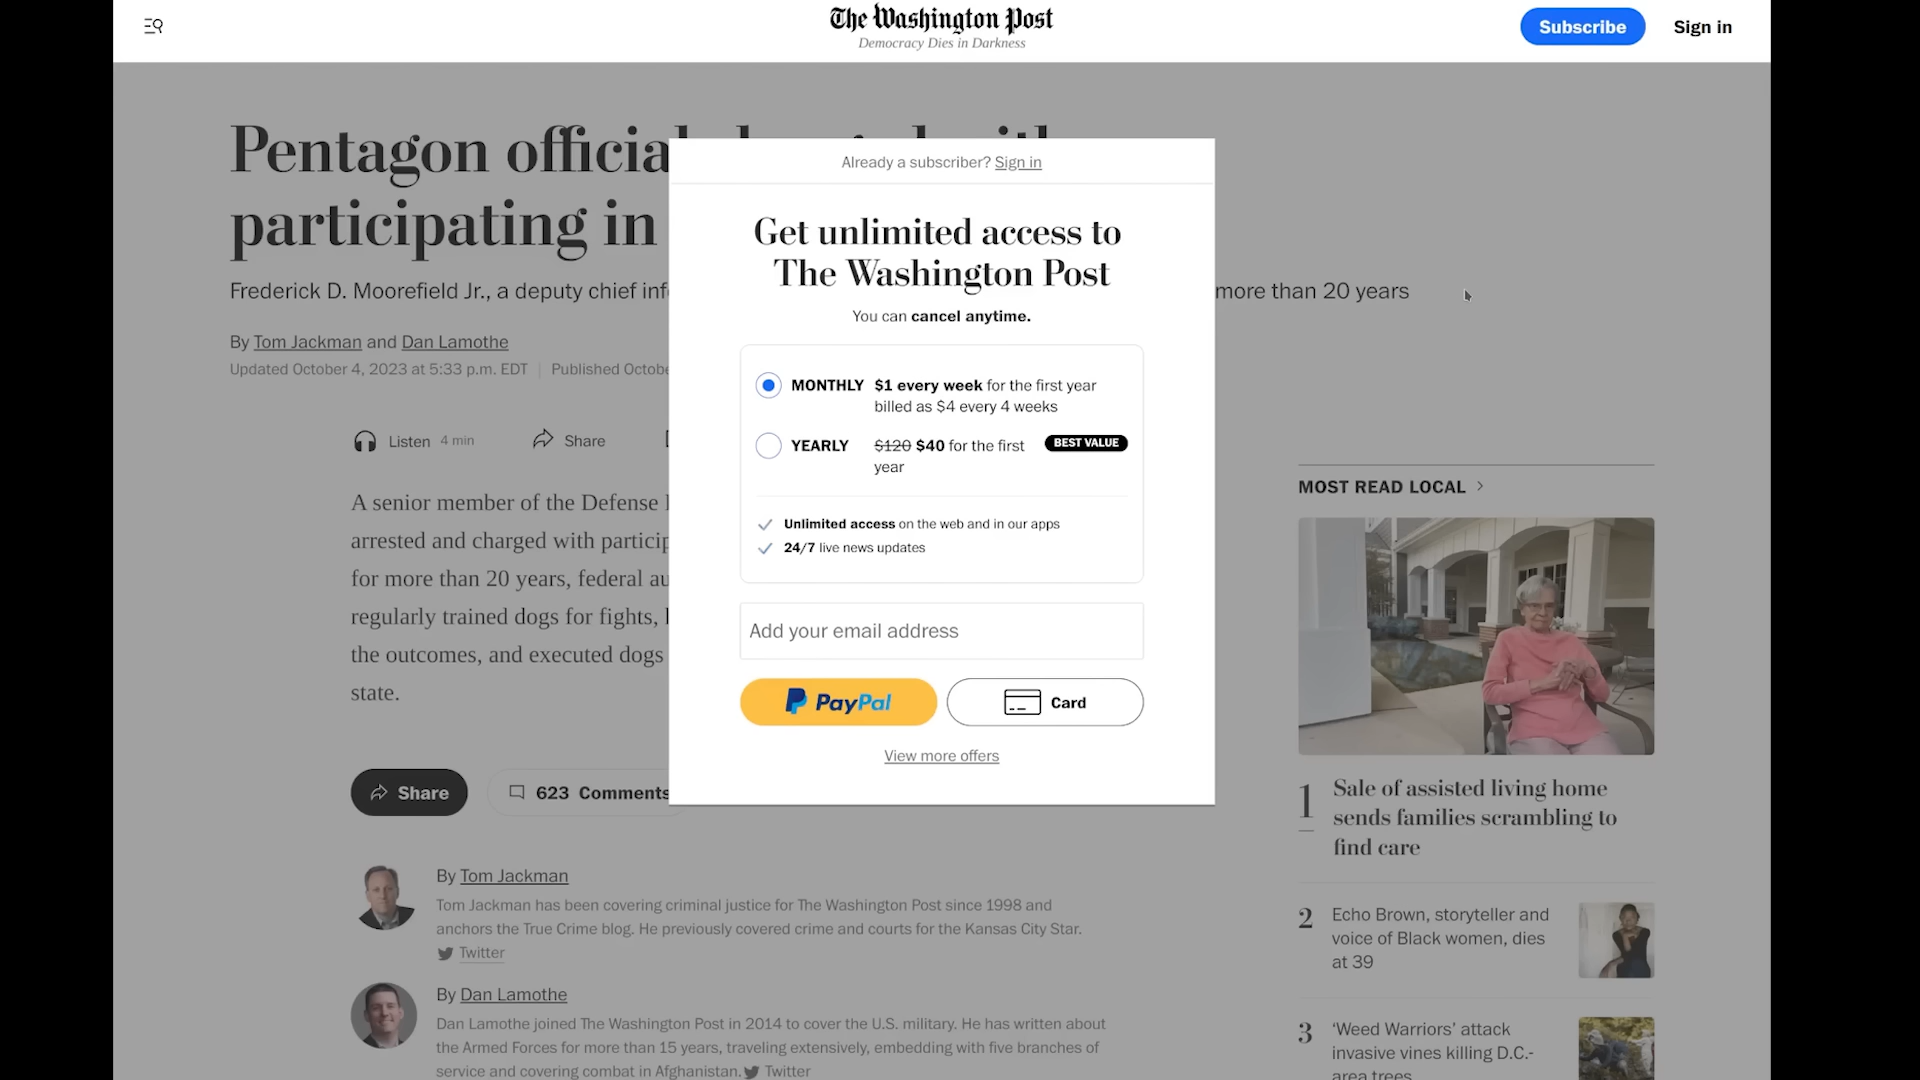 The Washington Post
Democracy Dies in Darkness
Subscribe
Sign in
Pentagon official
participating in
Frederick D. Moorefield Jr., a deputy chief
more than 20 years
By Tom Jackman and Dan Lamothe
Updated October 4, 2023 at 5:33 p.m. EDT
Published
Listen 4 min
Share
A senior member of the Defense
arrested and charged with
for more than 20 years, federal
regularly trained dogs for fights,
the outcomes, and executed dogs
state.
Share
623 Comments
Already a subscriber? Sign in
Get unlimited access to
The Washington Post
You can cancel anytime.
MONTHLY $1 every week for the first year
billed as $4 every 4 weeks
YEARLY $120 $40 for the first
year
BEST VALUE
Unlimited access on the web and in our apps
24/7 live news updates
Add your email address
PayPal
Card
View more offers
By Tom Jackman
Tom Jackman has been covering criminal justice for The Washington Post since 1998 and
anchors the True Crime blog. He previously covered crime and courts for the Kansas City Star.
Twitter
By Dan Lamothe
Dan Lamothe joined The Washington Post in 2014 to cover the U.S. military. He has written about
the Armed Forces for more than 15 years, traveling extensively, embedding with five branches of
service and covering combat in Afghanistan. Twitter
MOST READ LOCAL
1 Sale of assisted living home
sends families scrambling to
find care
2 Echo Brown, storyteller and
voice of Black women, dies
at 39
3 ‘Weed Warriors’ attack
invasive vines killing D.C.-
area trees